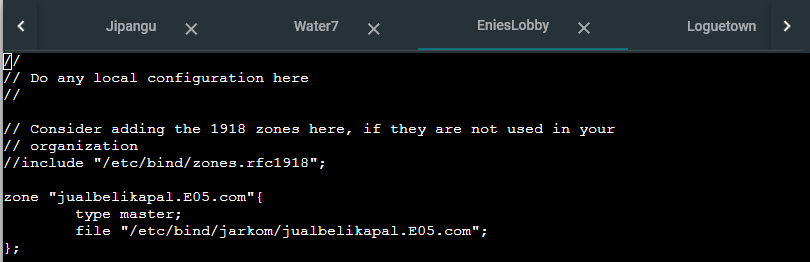 Jipangu Water7 EniesLobby Loguetown
//
// Do any local configuration here
//
// Consider adding the 1918 zones here, if they are not used in your
// organization
//include "/etc/bind/zones.rfc1918";
zone "jualbelikapal.E05.com"{
        type master;
        file "/etc/bind/jarkom/jualbelikapal.E05.com";
};